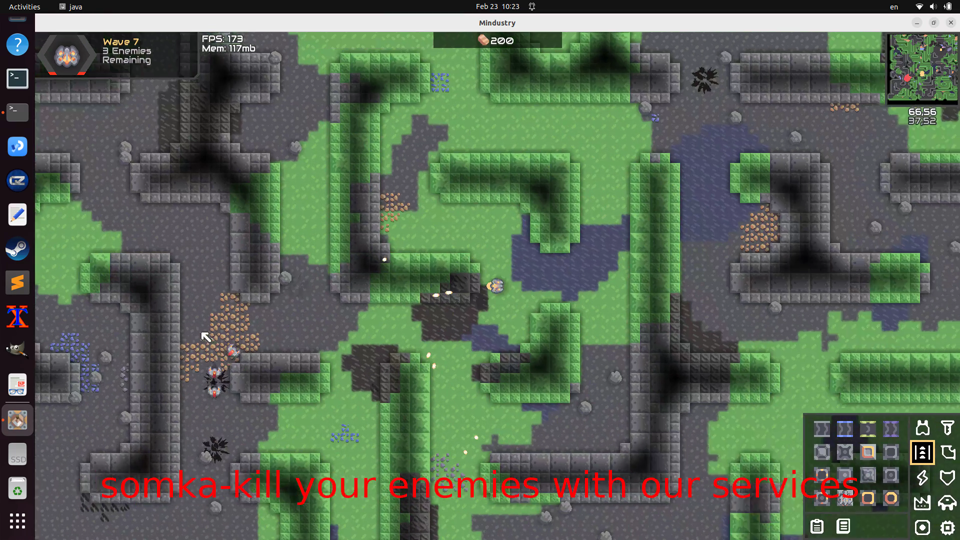 Activities
java
Feb 23 10:23
en
Mindustry
Wave 7
3 Enemies
Remaining
FPS: 173
Mem: 117mb
200
66,56
37,52
SSD
somka-kill your enemies with our services